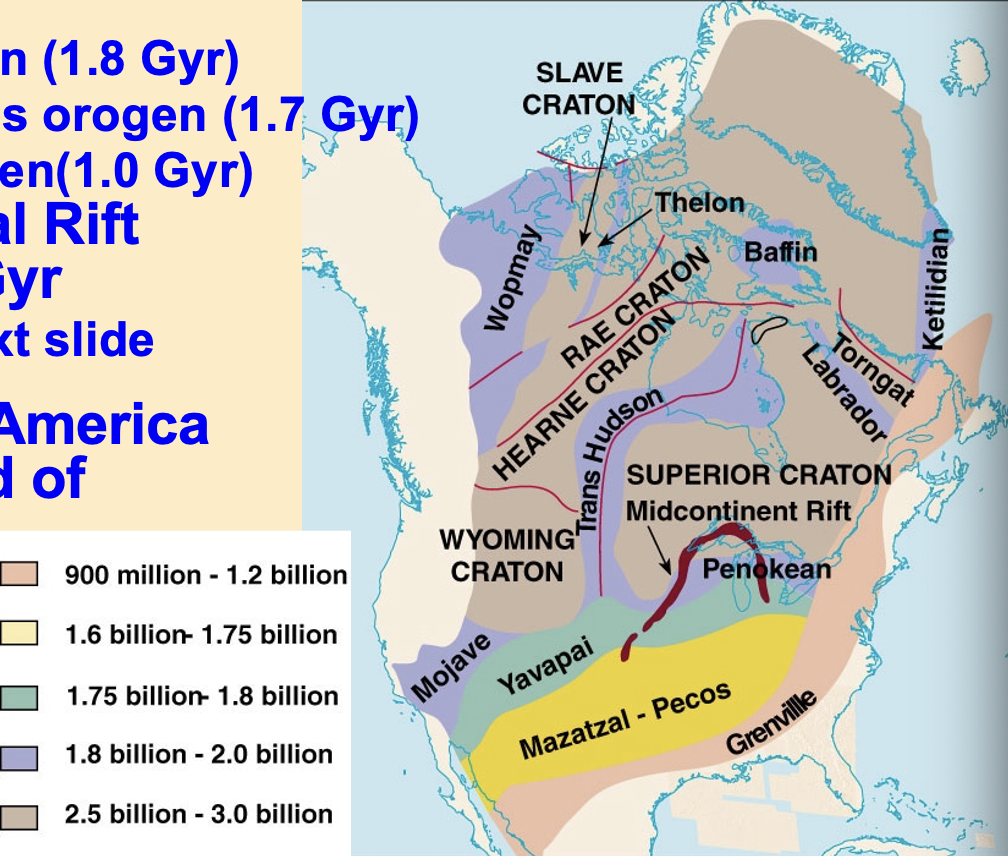 n (1.8 Gyr)
s orogen (1.7 Gyr)
en(1.0 Gyr)
al Rift
Gyr
xt slide
America
d of
900 million - 1.2 billion
1.6 billion- 1.75 billion
1.75 billion- 1.8 billion
1.8 billion - 2.0 billion
2.5 billion - 3.0 billion
SLAVE
CRATON
Thelon
Wopmay
Baffin
Ketilidian
RAE CRATON
HEARNE CRATON
Torngat
Labrador
Trans Hudson
SUPERIOR CRATON
Midcontinent Rift
WYOMING
CRATON
Penokean
Mojave
Yavapai
Mazatzal - Pecos
Grenville